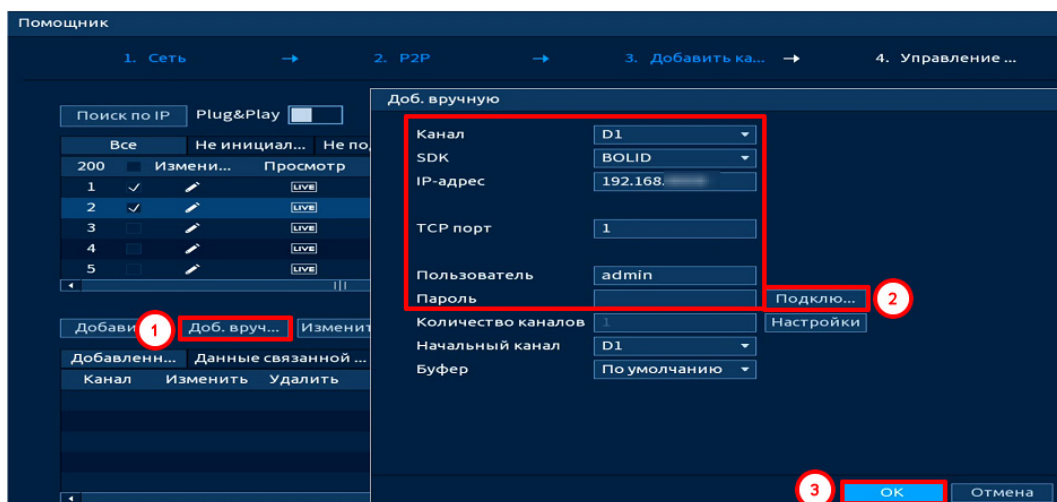 Помощник
1. Сеть → 2. P2P → 3. Добавить ка... → 4. Управление ...
Поиск по IP Plug&Play
Все Не инициал... Не по
200 Измени... Просмотр
1 LIVE
2 LIVE
3 LIVE
4 LIVE
5 LIVE
Добави 1 Доб. вруч... Изменит
Добавленн... Данные связанной ...
Канал Изменить Удалить
Доб. вручную
Канал D1
SDK BOLID
IP-адрес 192.168.
TCP порт 1
Пользователь admin
Пароль Подклю... 2
Количество каналов 1 Настройки
Начальный канал D1
Буфер По умолчанию
3 OK Отмена